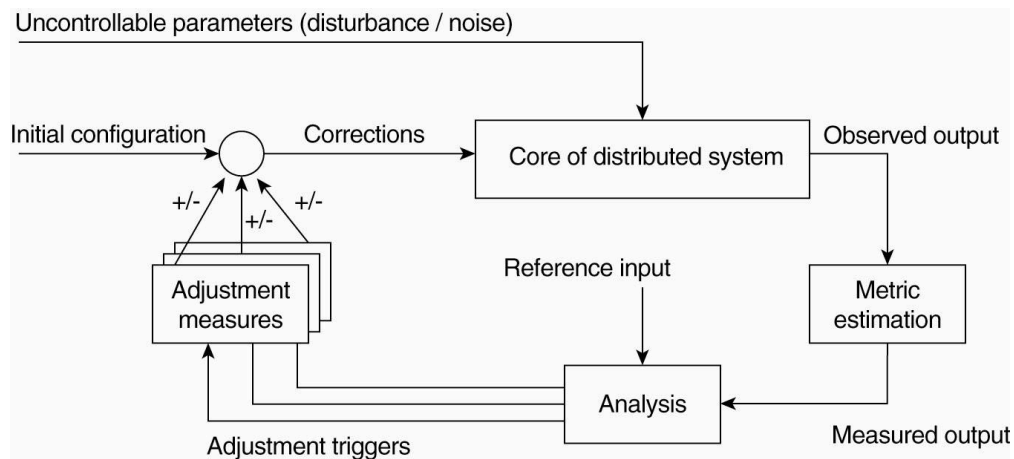 Uncontrollable parameters (disturbance / noise)
Initial configuration
Corrections
Core of distributed system
Observed output
+/-
+/-
+/-
Reference input
Adjustment
measures
Metric
estimation
Analysis
Adjustment triggers
Measured output